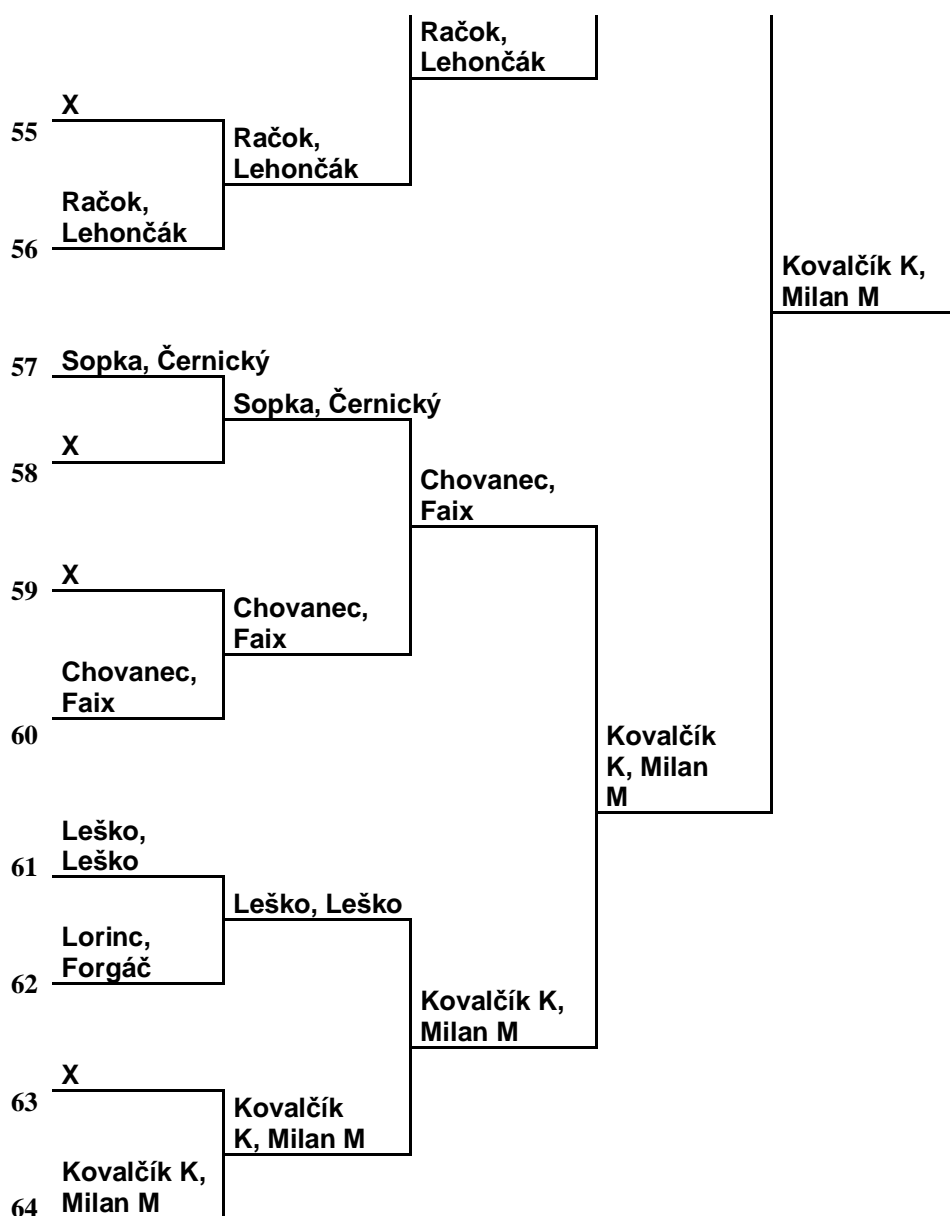 Račok,
Lehončák
X
55
Račok,
Lehončák
Račok,
Lehončák
56
Kovalčík K,
Milan M
57 Sopka, Černický
Sopka, Černický
X
58
Chovanec,
Faix
X
59
Chovanec,
Faix
Chovanec,
Faix
60
Kovalčík
K, Milan
M
Leško,
61 Leško
Leško, Leško
Lorinc,
Forgáč
62
Kovalčík K,
Milan M
X
63
Kovalčík
K, Milan M
Kovalčík K,
64 Milan M